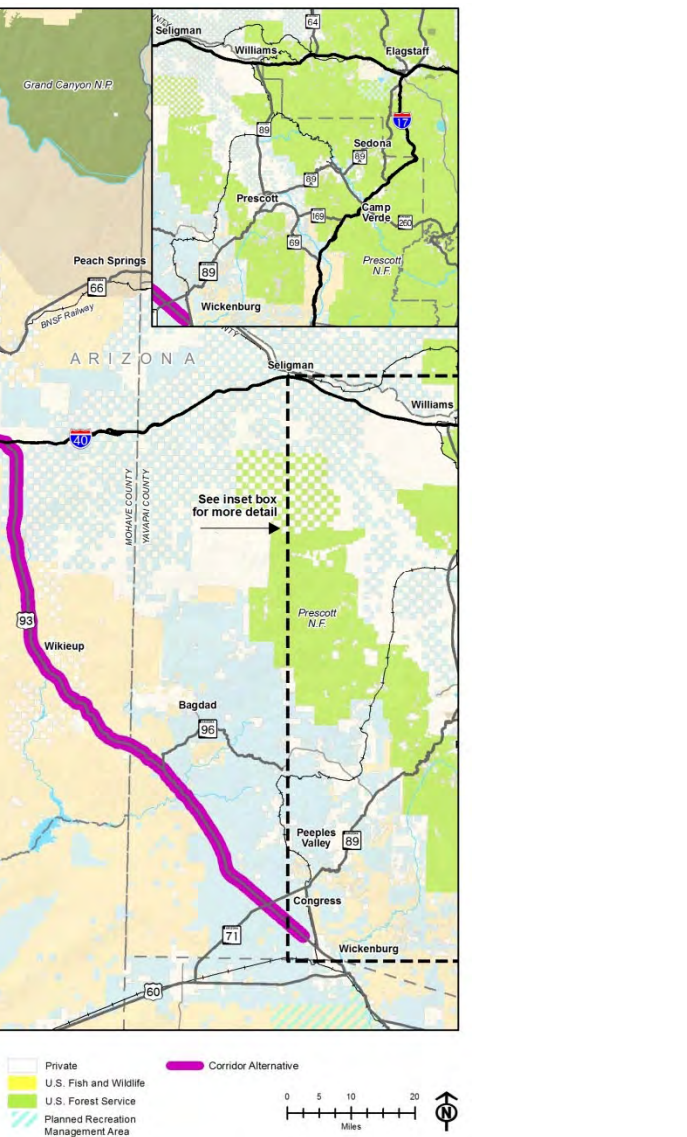 Grand Canyon N.P.
Peach Springs
66
BNSF Railway
ARIZONA
Seligman
Williams
64
Flagstaff
17
89
Sedona
89
89
Prescott
169
Camp
Verde
260
69
Prescott
N.F.
89
Wickenburg
Seligman
Williams
40
MOHAVE COUNTY
YAVAPAI COUNTY
See inset box
for more detail
93
Wikieup
Prescott
N.F.
Bagdad
96
Peeples
Valley
89
Congress
71
Wickenburg
60
Private
U.S. Fish and Wildlife
U.S. Forest Service
Planned Recreation
Management Area
Corridor Alternative
0 5 10 20
Miles
N